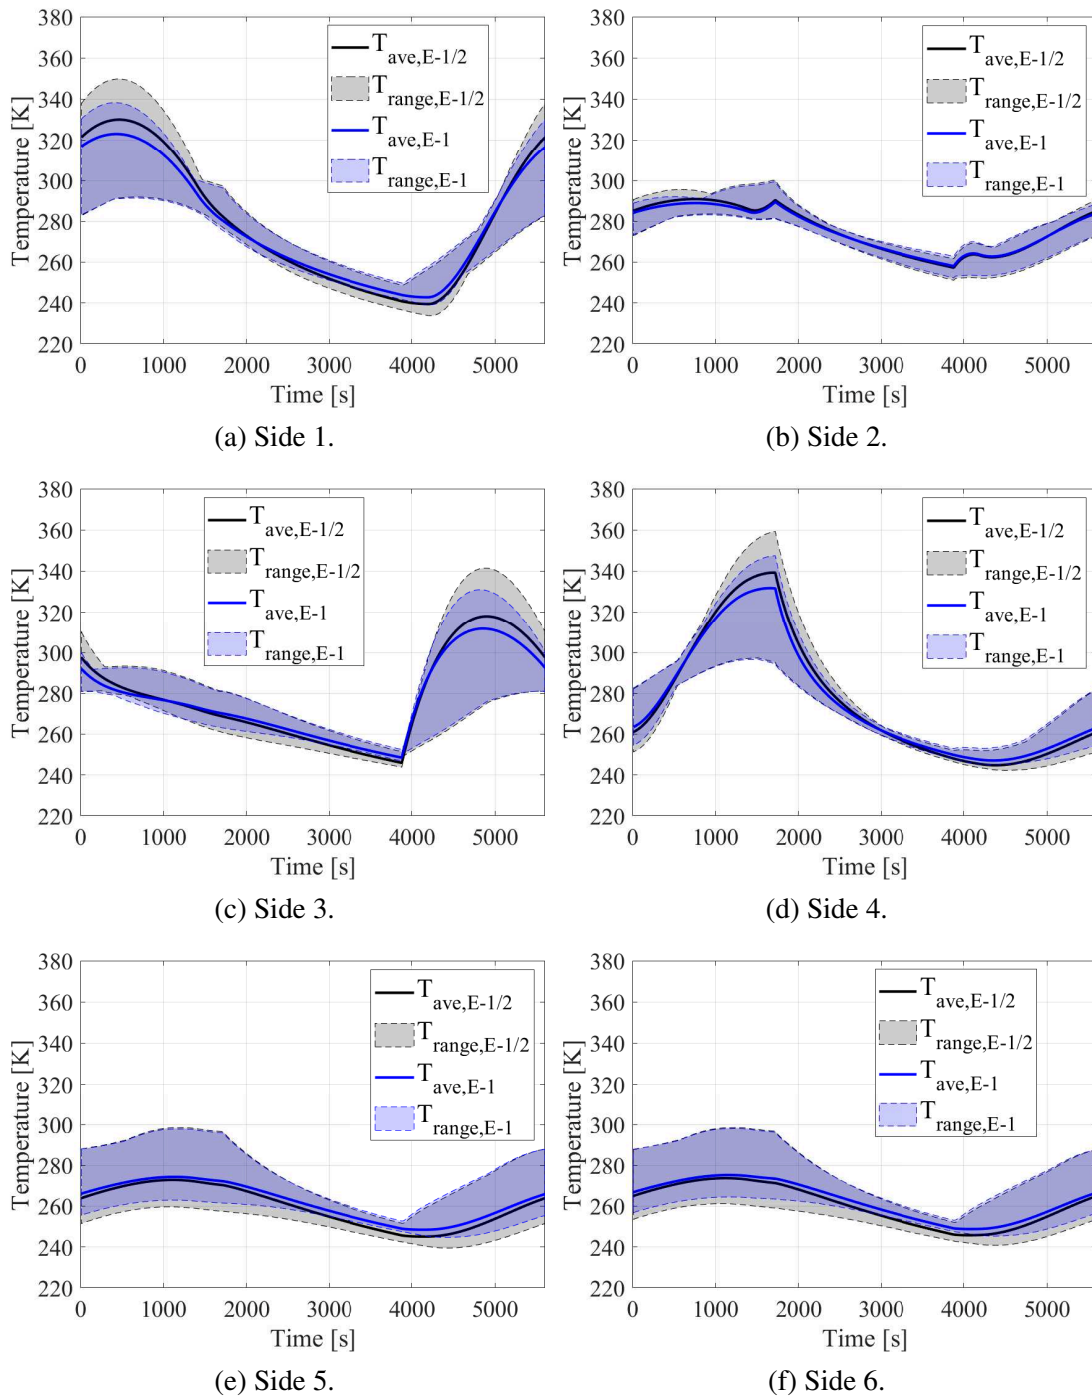 380
360
340
320
300
280
260
240
220
Temperature [K]
T_ave,E-1/2
T_range,E-1/2
T_ave,E-1
T_range,E-1
0 1000 2000 3000 4000 5000
Time [s]
(a) Side 1.
380
360
340
320
300
280
260
240
220
Temperature [K]
T_ave,E-1/2
T_range,E-1/2
T_ave,E-1
T_range,E-1
0 1000 2000 3000 4000 5000
Time [s]
(b) Side 2.
380
360
340
320
300
280
260
240
220
Temperature [K]
T_ave,E-1/2
T_range,E-1/2
T_ave,E-1
T_range,E-1
0 1000 2000 3000 4000 5000
Time [s]
(c) Side 3.
380
360
340
320
300
280
260
240
220
Temperature [K]
T_ave,E-1/2
T_range,E-1/2
T_ave,E-1
T_range,E-1
0 1000 2000 3000 4000 5000
Time [s]
(d) Side 4.
380
360
340
320
300
280
260
240
220
Temperature [K]
T_ave,E-1/2
T_range,E-1/2
T_ave,E-1
T_range,E-1
0 1000 2000 3000 4000 5000
Time [s]
(e) Side 5.
380
360
340
320
300
280
260
240
220
Temperature [K]
T_ave,E-1/2
T_range,E-1/2
T_ave,E-1
T_range,E-1
0 1000 2000 3000 4000 5000
Time [s]
(f) Side 6.